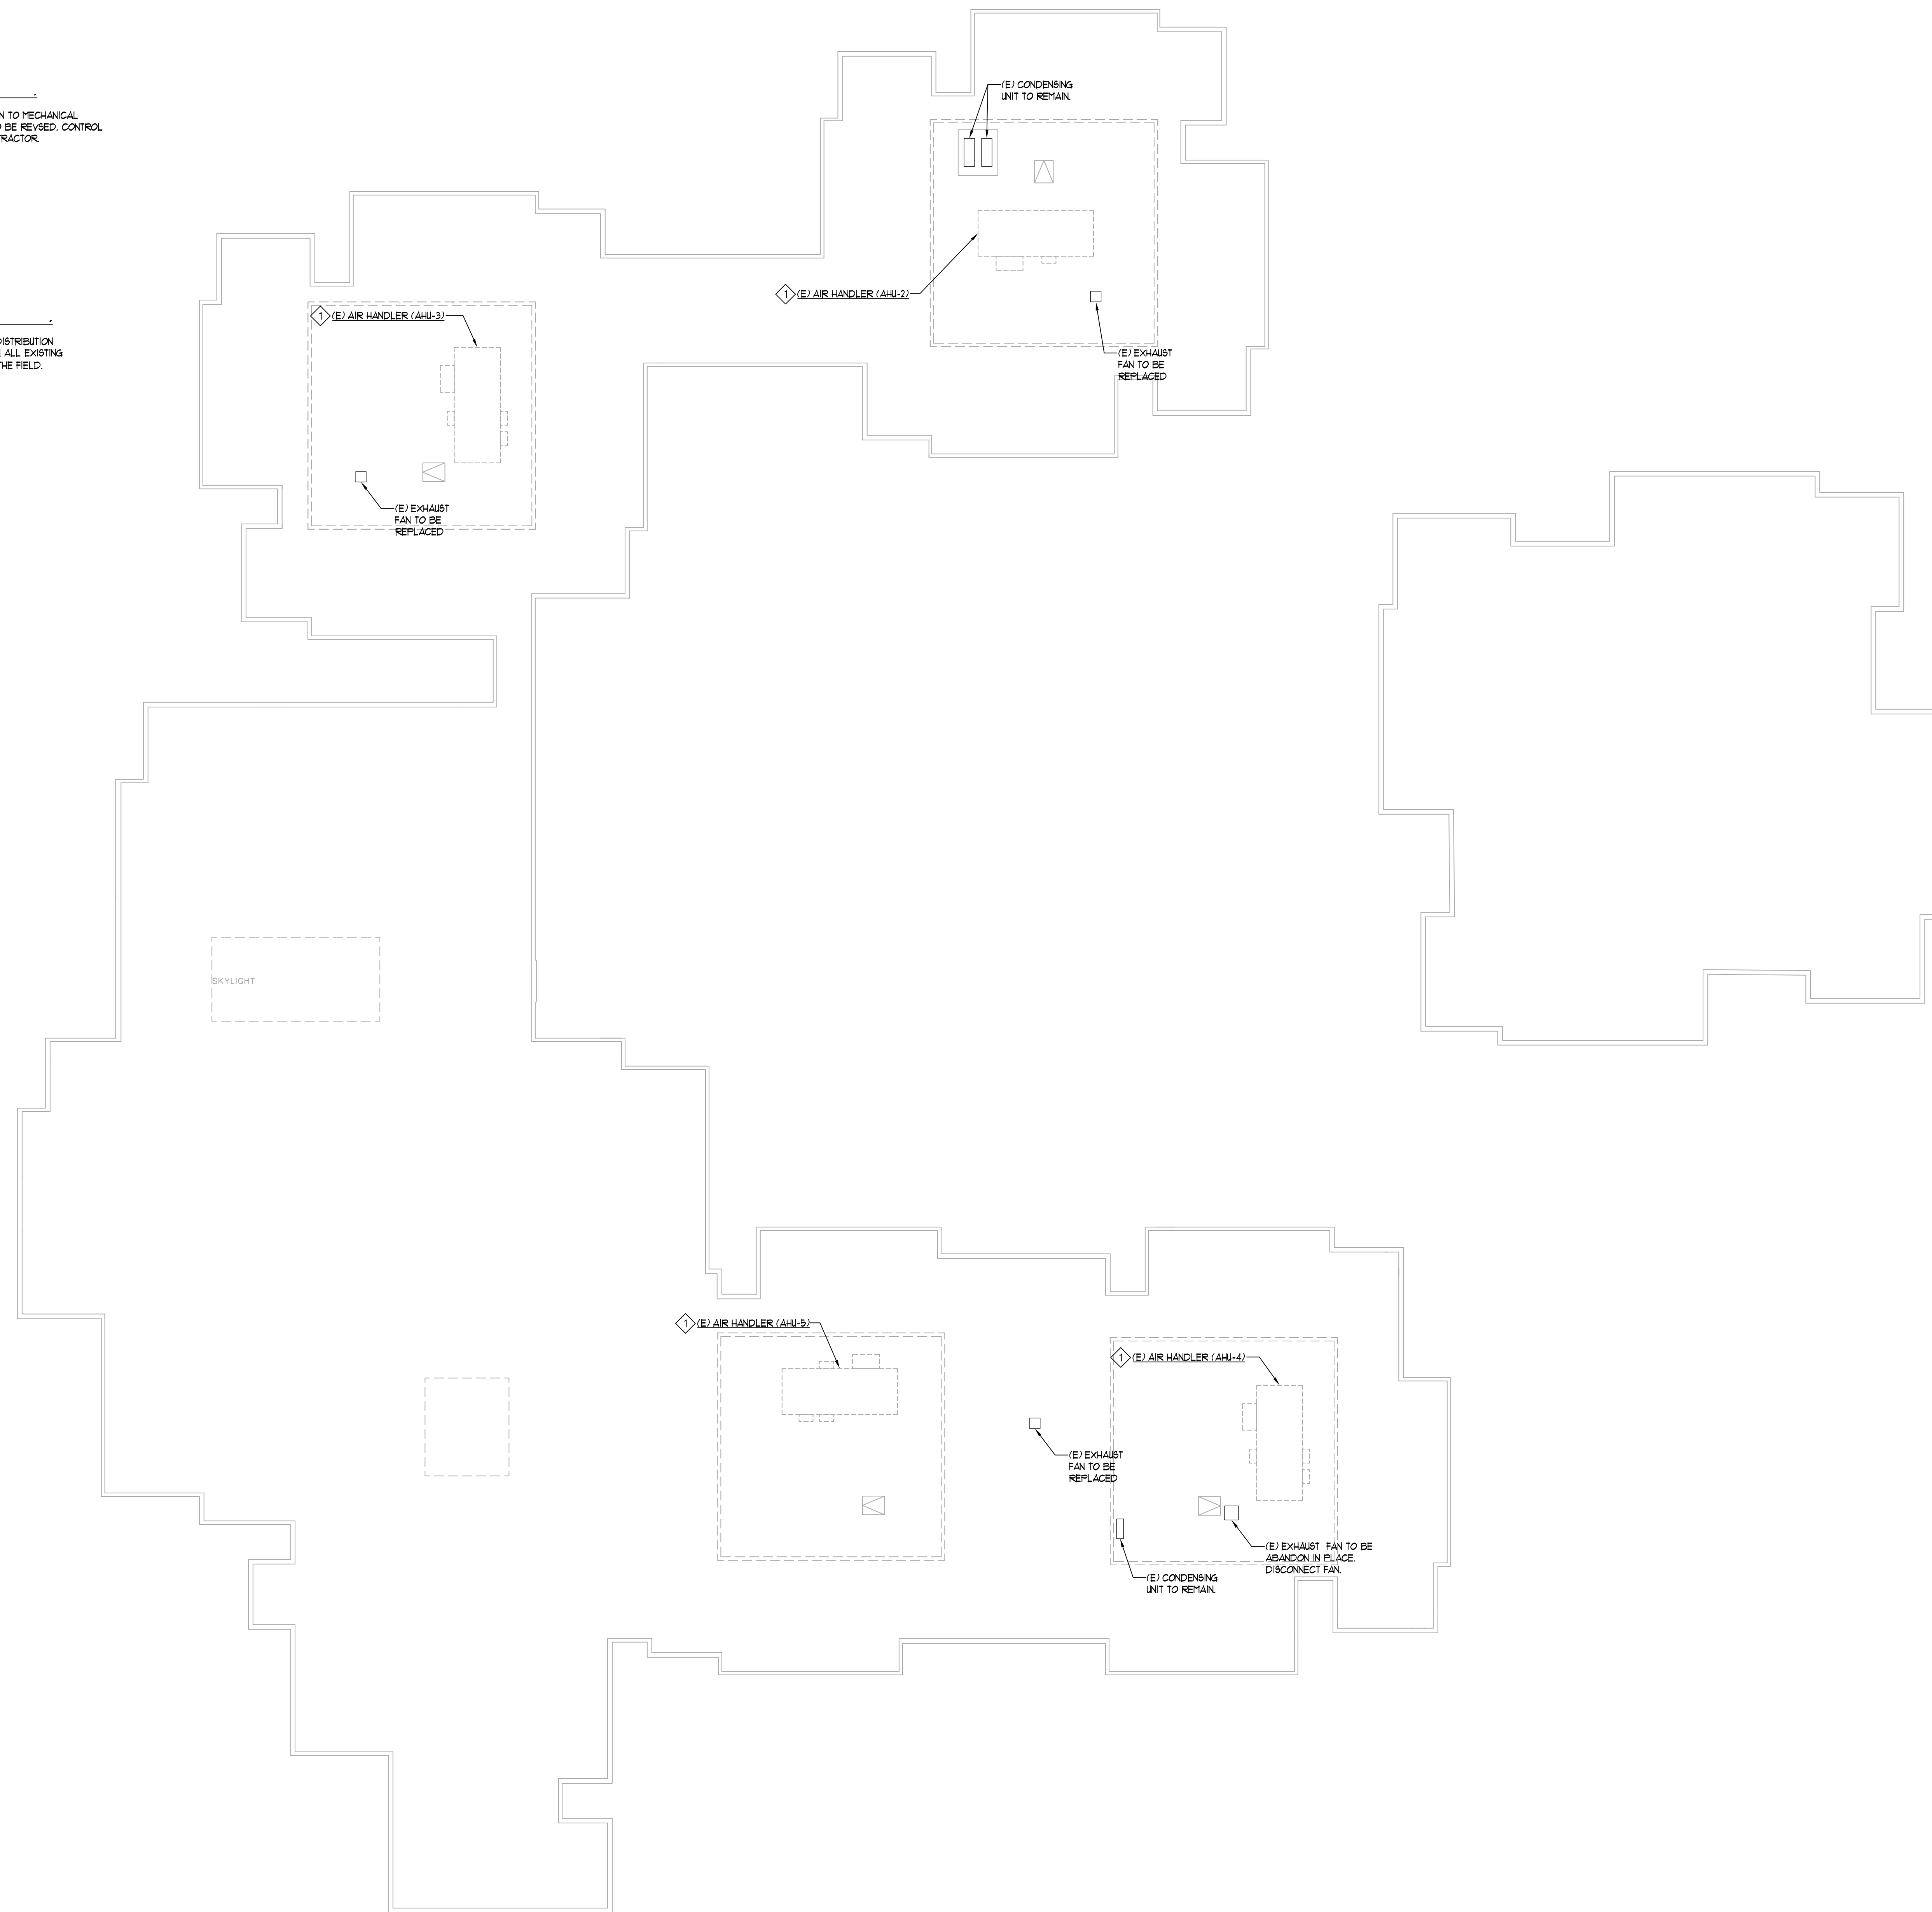 N TO MECHANICAL
BE REVSED. CONTROL
TRACTOR.
DISTRIBUTION
ALL EXISTING
THE FIELD.
(E) CONDENSING
UNIT TO REMAIN.
1 (E) AIR HANDLER (AHU-2)
(E) EXHAUST
FAN TO BE
REPLACED
1 (E) AIR HANDLER (AHU-3)
(E) EXHAUST
FAN TO BE
REPLACED
SKYLIGHT
1 (E) AIR HANDLER (AHU-5)
1 (E) AIR HANDLER (AHU-4)
(E) EXHAUST
FAN TO BE
REPLACED
(E) EXHAUST FAN TO BE
ABANDON IN PLACE.
DISCONNECT FAN.
(E) CONDENSING
UNIT TO REMAIN.